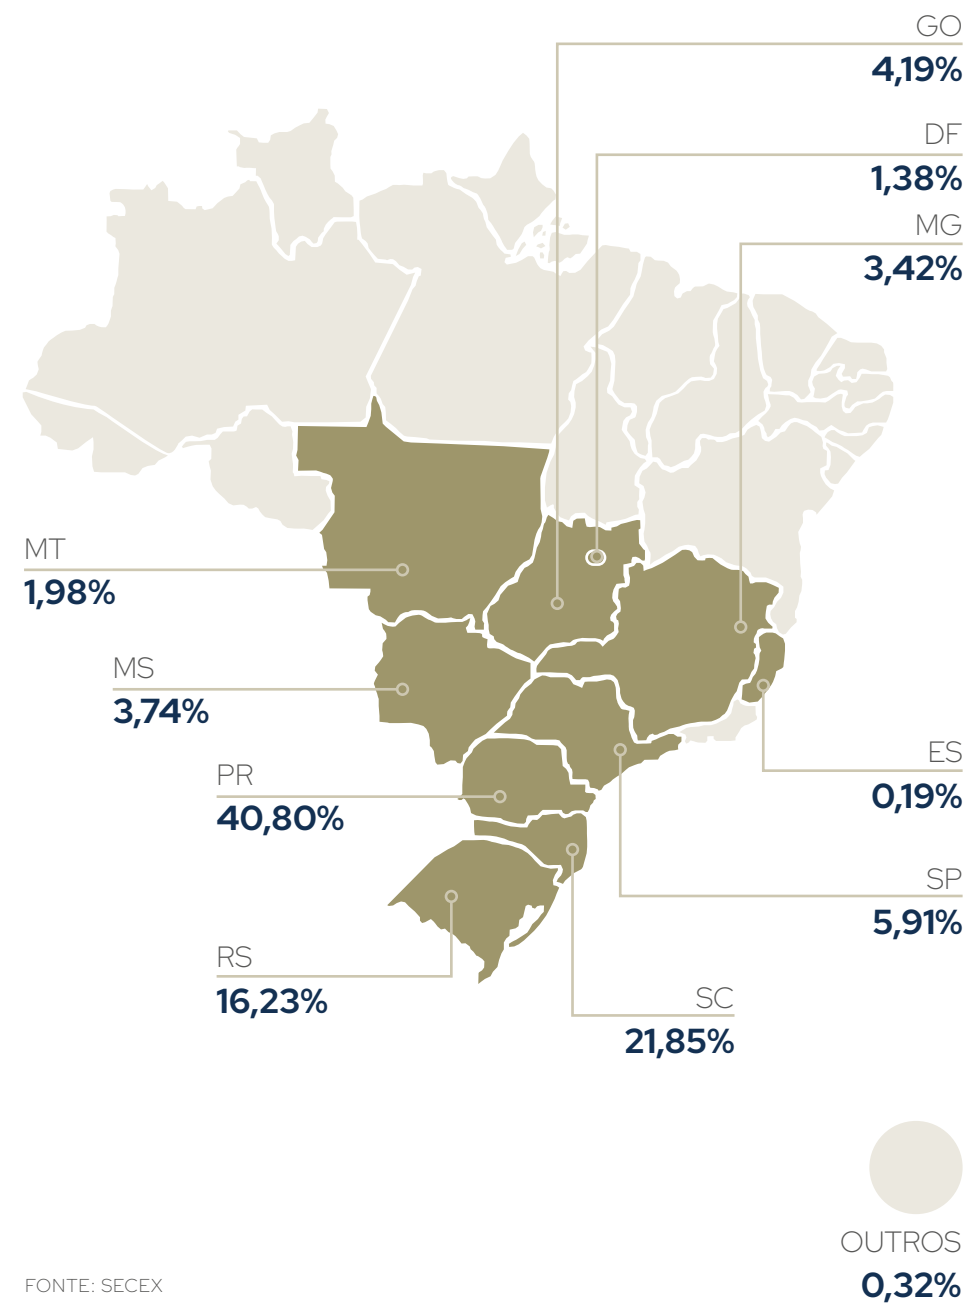 GO
4,19%
DF
1,38%
MG
3,42%
MT
1,98%
MS
3,74%
PR
40,80%
ES
0,19%
SP
5,91%
RS
16,23%
SC
21,85%
OUTROS
0,32%
FONTE: SECEX